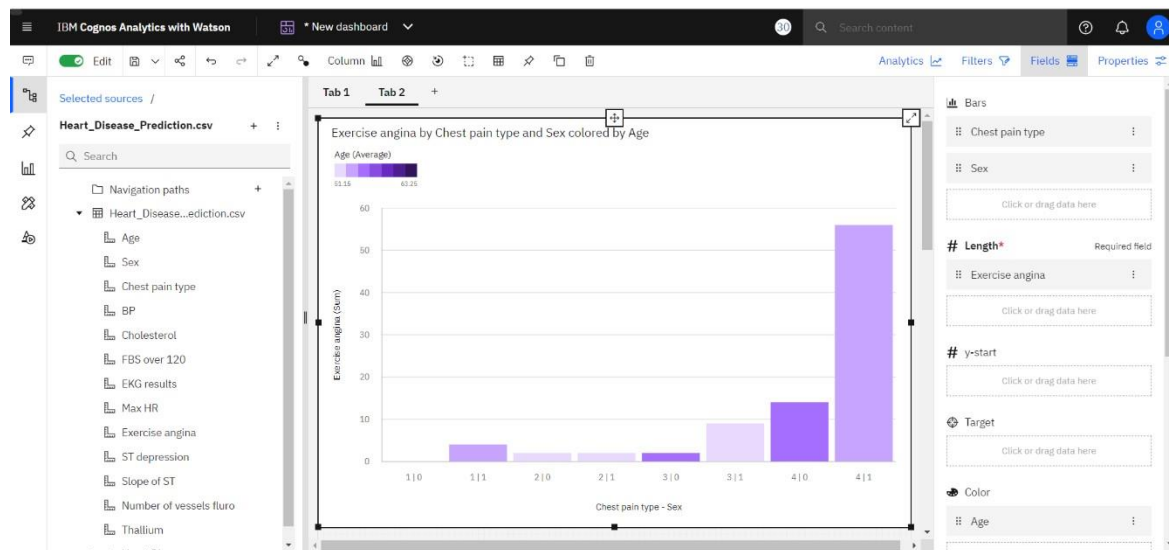 IBM Cognos Analytics with Watson
* New dashboard
30
Search content
Edit
Column
Analytics
Filters
Fields
Properties
Selected sources /
Heart_Disease_Prediction.csv
Search
Navigation paths
Heart_Disease...ediction.csv
Age
Sex
Chest pain type
BP
Cholesterol
FBS over 120
EKG results
Max HR
Exercise angina
ST depression
Slope of ST
Number of vessels fluro
Thallium
Tab 1
Tab 2
Exercise angina by Chest pain type and Sex colored by Age
Age (Average)
63.25
60
50
40
30
20
10
0
Exercise angina (Sum)
1|0
1|1
2|0
2|1
3|0
3|1
4|0
4|1
Chest pain type - Sex
Bars
Chest pain type
Sex
Click or drag data here
# Length*
Required field
Exercise angina
Click or drag data here
# y-start
Click or drag data here
Target
Click or drag data here
Color
Age